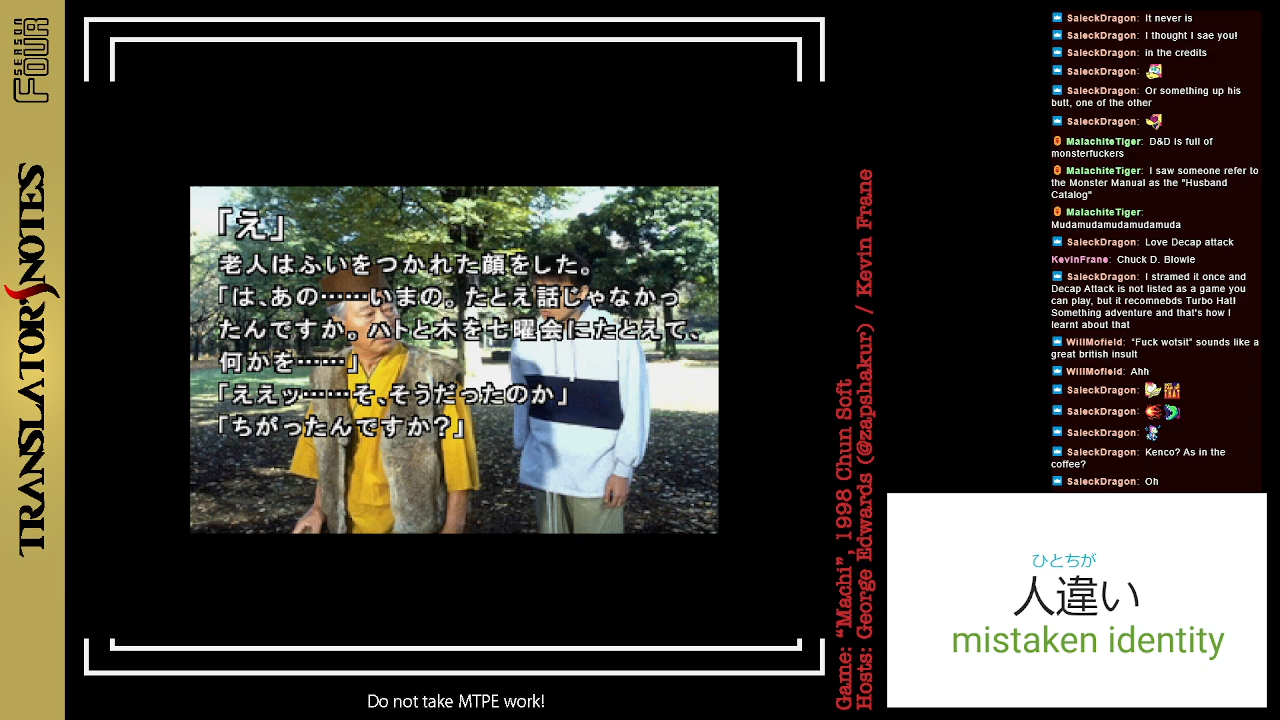 SEASON
FOUR
TRANSLATOR'S NOTES
「え」
老人はふいをつかれた顔をした。
「は、あの……いまの。たとえ話じゃなかっ
たんですか。ハトと木を七曜会にたとえて、
何かを……」
「ええッ……そ、そうだったのか」
「ちがったんですか?」
Do not take MTPE work!
Game: “Machi”, 1998 Chun Soft
Hosts: George Edwards (@zapshakur) / Kevin Frane
SaleckDragon: It never is
SaleckDragon: I thought I sae you!
SaleckDragon: in the credits
SaleckDragon:
SaleckDragon: Or something up his
butt, one of the other
SaleckDragon:
MalachiteTiger: D&D is full of
monsterfuckers
MalachiteTiger: I saw someone refer to
the Monster Manual as the "Husband
Catalog"
MalachiteTiger:
Mudamudamudamudamuda
SaleckDragon: Love Decap attack
KevinFrane: Chuck D. Blowie
SaleckDragon: I stramed it once and
Decap Attack is not listed as a game you
can play, but it recomnebds Turbo Hatl
Something adventure and that's how I
learnt about that
WillMofield: "Fuck wotsit" sounds like a
great british insult
WillMofield: Ahh
SaleckDragon:
SaleckDragon:
SaleckDragon:
SaleckDragon: Kenco? As in the
coffee?
SaleckDragon: Oh
ひとちが
人違い
mistaken identity